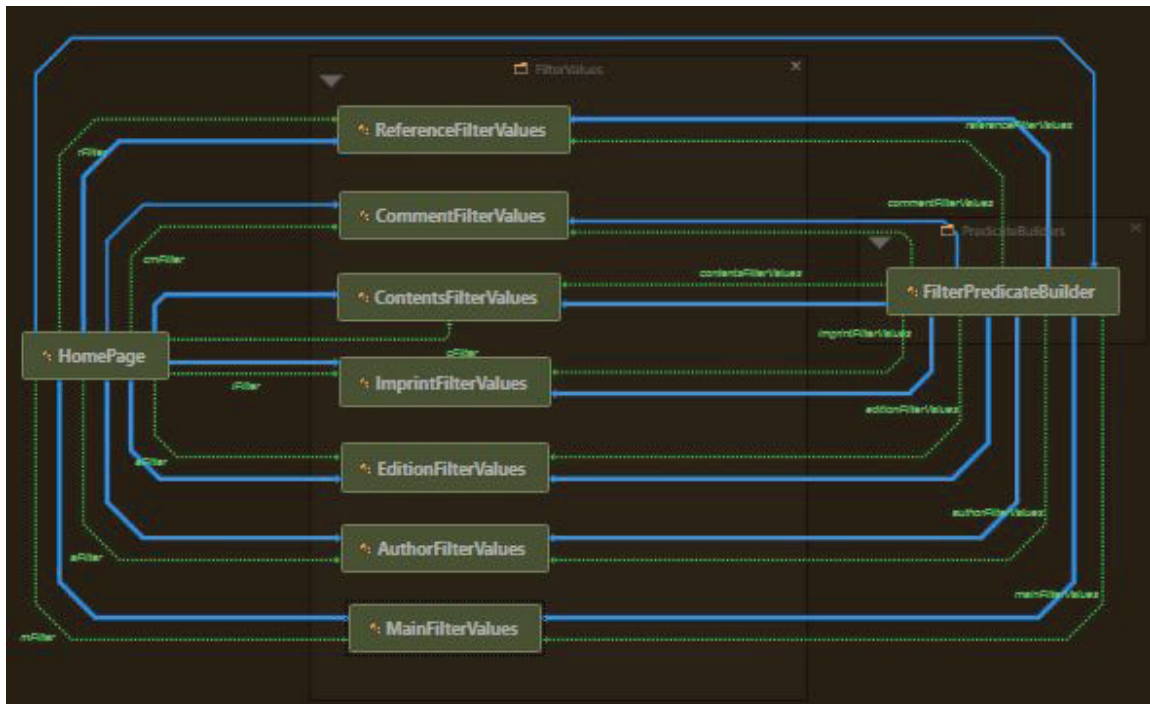 FilterValues
ReferenceFilterValues
referenceFilterValues
rFilter
CommentFilterValues
commentFilterValues
PredicateBuilders
cmFilter
contentsFilterValues
ContentsFilterValues
FilterPredicateBuilder
imprintFilterValues
HomePage
cFilter
iFilter
ImprintFilterValues
editionFilterValues
eFilter
EditionFilterValues
authorFilterValues
AuthorFilterValues
aFilter
mainFilterValues
MainFilterValues
mFilter